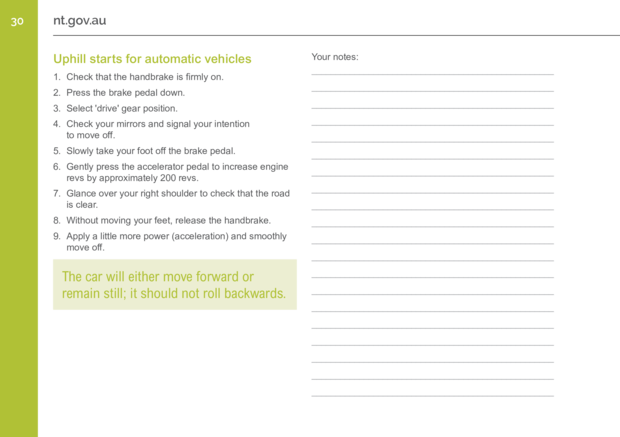 30
nt.gov.au
Uphill starts for automatic vehicles
1. Check that the handbrake is firmly on.
2. Press the brake pedal down.
3. Select 'drive' gear position.
4. Check your mirrors and signal your intention
to move off.
5. Slowly take your foot off the brake pedal.
6. Gently press the accelerator pedal to increase engine
revs by approximately 200 revs.
7. Glance over your right shoulder to check that the road
is clear.
8. Without moving your feet, release the handbrake.
9. Apply a little more power (acceleration) and smoothly
move off.
The car will either move forward or
remain still; it should not roll backwards.
Your notes: